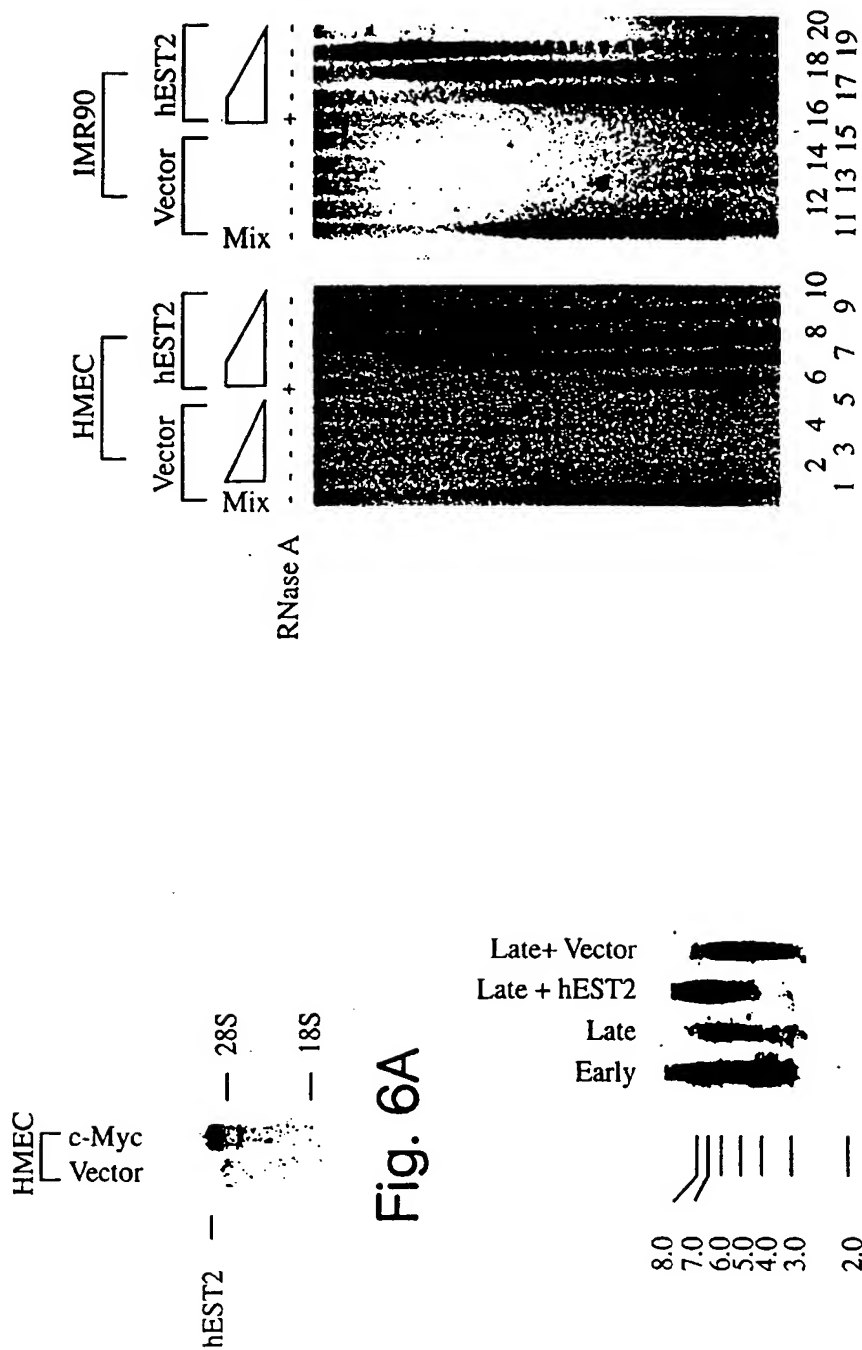 HMEC
Vector
c-Myc
hEST2
28S
18S
Fig. 6A
HMEC
Vector
hEST2
Mix
RNase A
- - - - - + - - - -
1 2 3 4 5 6 7 8 9 10
IMR90
Vector
hEST2
Mix
- - - - - + - - - -
11 12 13 14 15 16 17 18 19 20
Early
Late
Late + hEST2
Late+ Vector
8.0
7.0
6.0
5.0
4.0
3.0
2.0